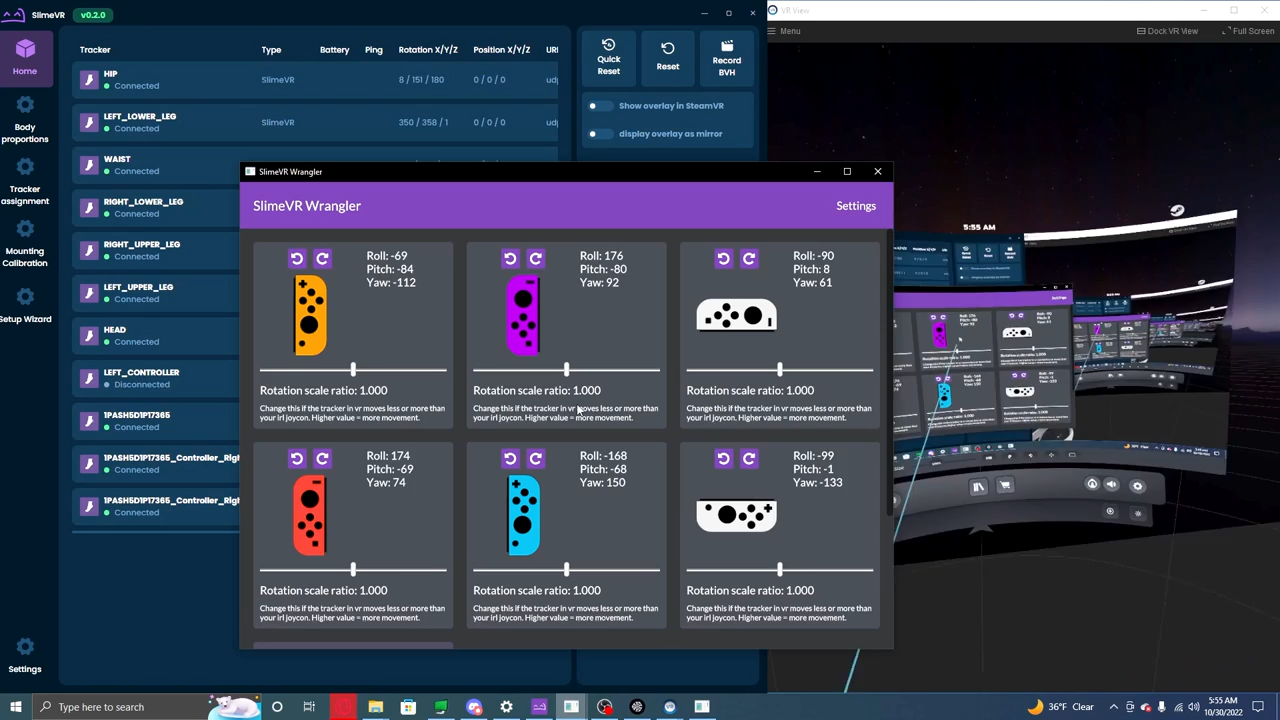 SlimeVR v0.2.0
Home
Body proportions
Tracker assignment
Mounting Calibration
Setup Wizard
Settings
Tracker Type Battery Ping Rotation X/Y/Z Position X/Y/Z URL
HIP
Connected
SlimeVR 8 / 151 / 180 0 / 0 / 0 udp
LEFT_LOWER_LEG
Connected
SlimeVR 350 / 358 / 1 0 / 0 / 0 udp
WAIST
Connected
RIGHT_LOWER_LEG
Connected
RIGHT_UPPER_LEG
Connected
LEFT_UPPER_LEG
Connected
HEAD
Connected
LEFT_CONTROLLER
Disconnected
1PASH5D1P17365
Connected
1PASH5D1P17365_Controller_Righ
Connected
1PASH5D1P17365_Controller_Righ
Connected
Quick Reset
Reset
Record BVH
Show overlay in SteamVR
display overlay as mirror
SlimeVR Wrangler
SlimeVR Wrangler Settings
Roll: -69
Pitch: -84
Yaw: -112
Rotation scale ratio: 1.000
Change this if the tracker in vr moves less or more than
your irl joycon. Higher value = more movement.
Roll: 176
Pitch: -80
Yaw: 92
Rotation scale ratio: 1.000
Change this if the tracker in vr moves less or more than
your irl joycon. Higher value = more movement.
Roll: -90
Pitch: 8
Yaw: 61
Rotation scale ratio: 1.000
Change this if the tracker in vr moves less or more than
your irl joycon. Higher value = more movement.
Roll: 174
Pitch: -69
Yaw: 74
Rotation scale ratio: 1.000
Change this if the tracker in vr moves less or more than
your irl joycon. Higher value = more movement.
Roll: -168
Pitch: -68
Yaw: 150
Rotation scale ratio: 1.000
Change this if the tracker in vr moves less or more than
your irl joycon. Higher value = more movement.
Roll: -99
Pitch: -1
Yaw: -133
Rotation scale ratio: 1.000
Change this if the tracker in vr moves less or more than
your irl joycon. Higher value = more movement.
VR View
Menu Dock VR View Full Screen
5:55 AM
Type here to search
36°F Clear
5:55 AM
10/30/2022